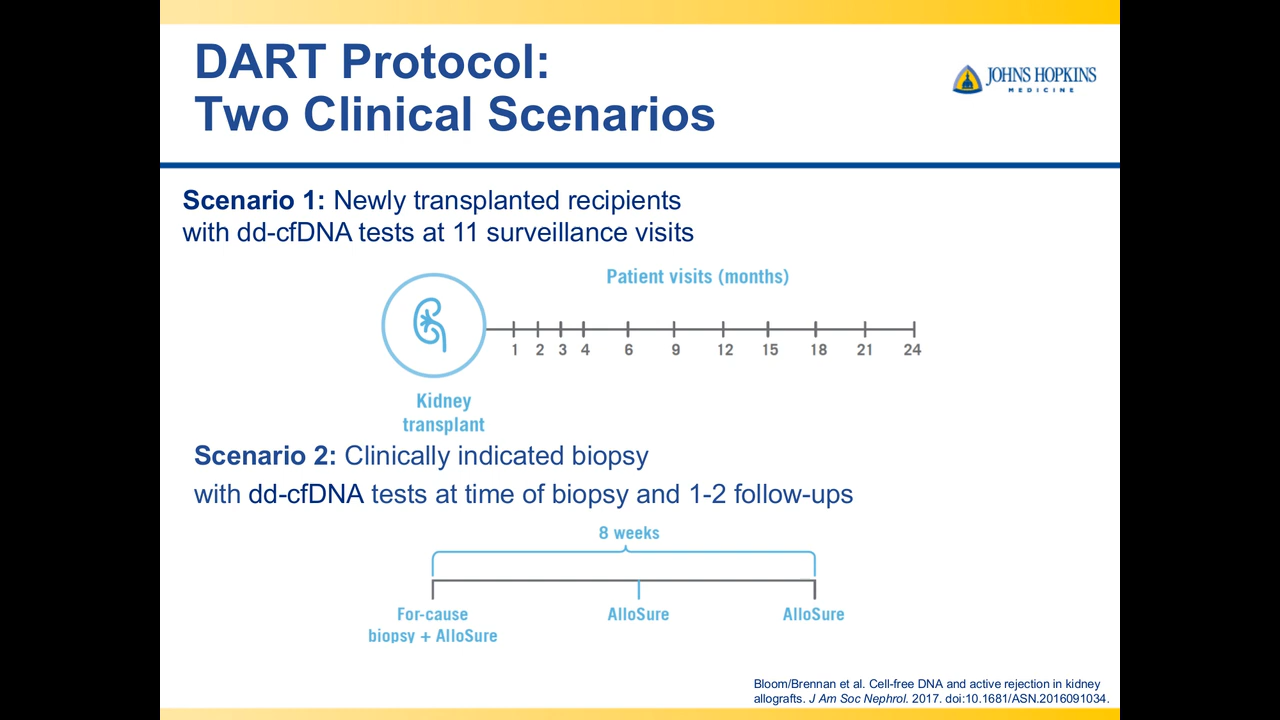 DART Protocol:
Two Clinical Scenarios
JOHNS HOPKINS
MEDICINE
Scenario 1: Newly transplanted recipients
with dd-cfDNA tests at 11 surveillance visits
Patient visits (months)
1 2 3 4 6 9 12 15 18 21 24
Kidney
transplant
Scenario 2: Clinically indicated biopsy
with dd-cfDNA tests at time of biopsy and 1-2 follow-ups
8 weeks
For-cause AlloSure AlloSure
biopsy + AlloSure
Bloom/Brennan et al. Cell-free DNA and active rejection in kidney
allografts. J Am Soc Nephrol. 2017. doi:10.1681/ASN.2016091034.